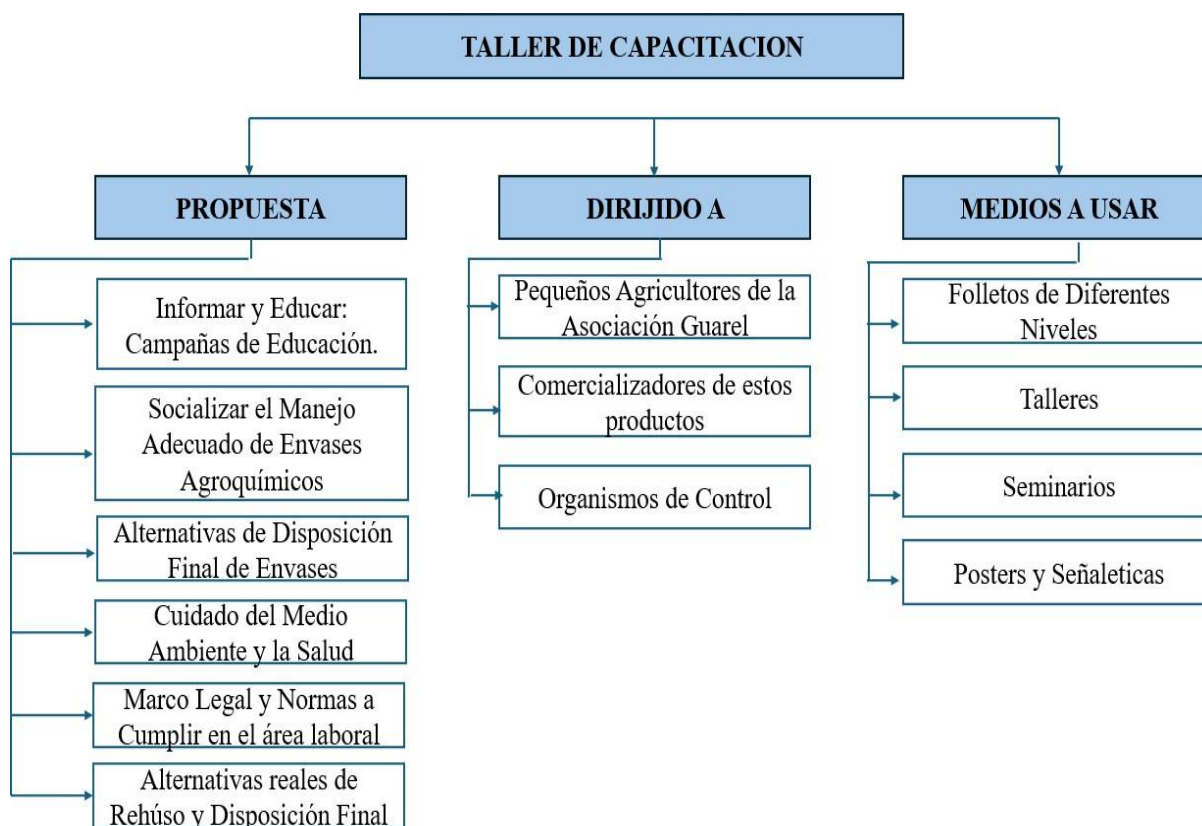 TALLER DE CAPACITACION
PROPUESTA
Informar y Educar:
Campañas de Educación.
Socializar el Manejo
Adecuado de Envases
Agroquímicos
Alternativas de Disposición
Final de Envases
Cuidado del Medio
Ambiente y la Salud
Marco Legal y Normas a
Cumplir en el área laboral
Alternativas reales de
Rehúso y Disposición Final
DIRIJIDO A
Pequeños Agricultores de la
Asociación Guarel
Comercializadores de estos
productos
Organismos de Control
MEDIOS A USAR
Folletos de Diferentes
Niveles
Talleres
Seminarios
Posters y Señaleticas